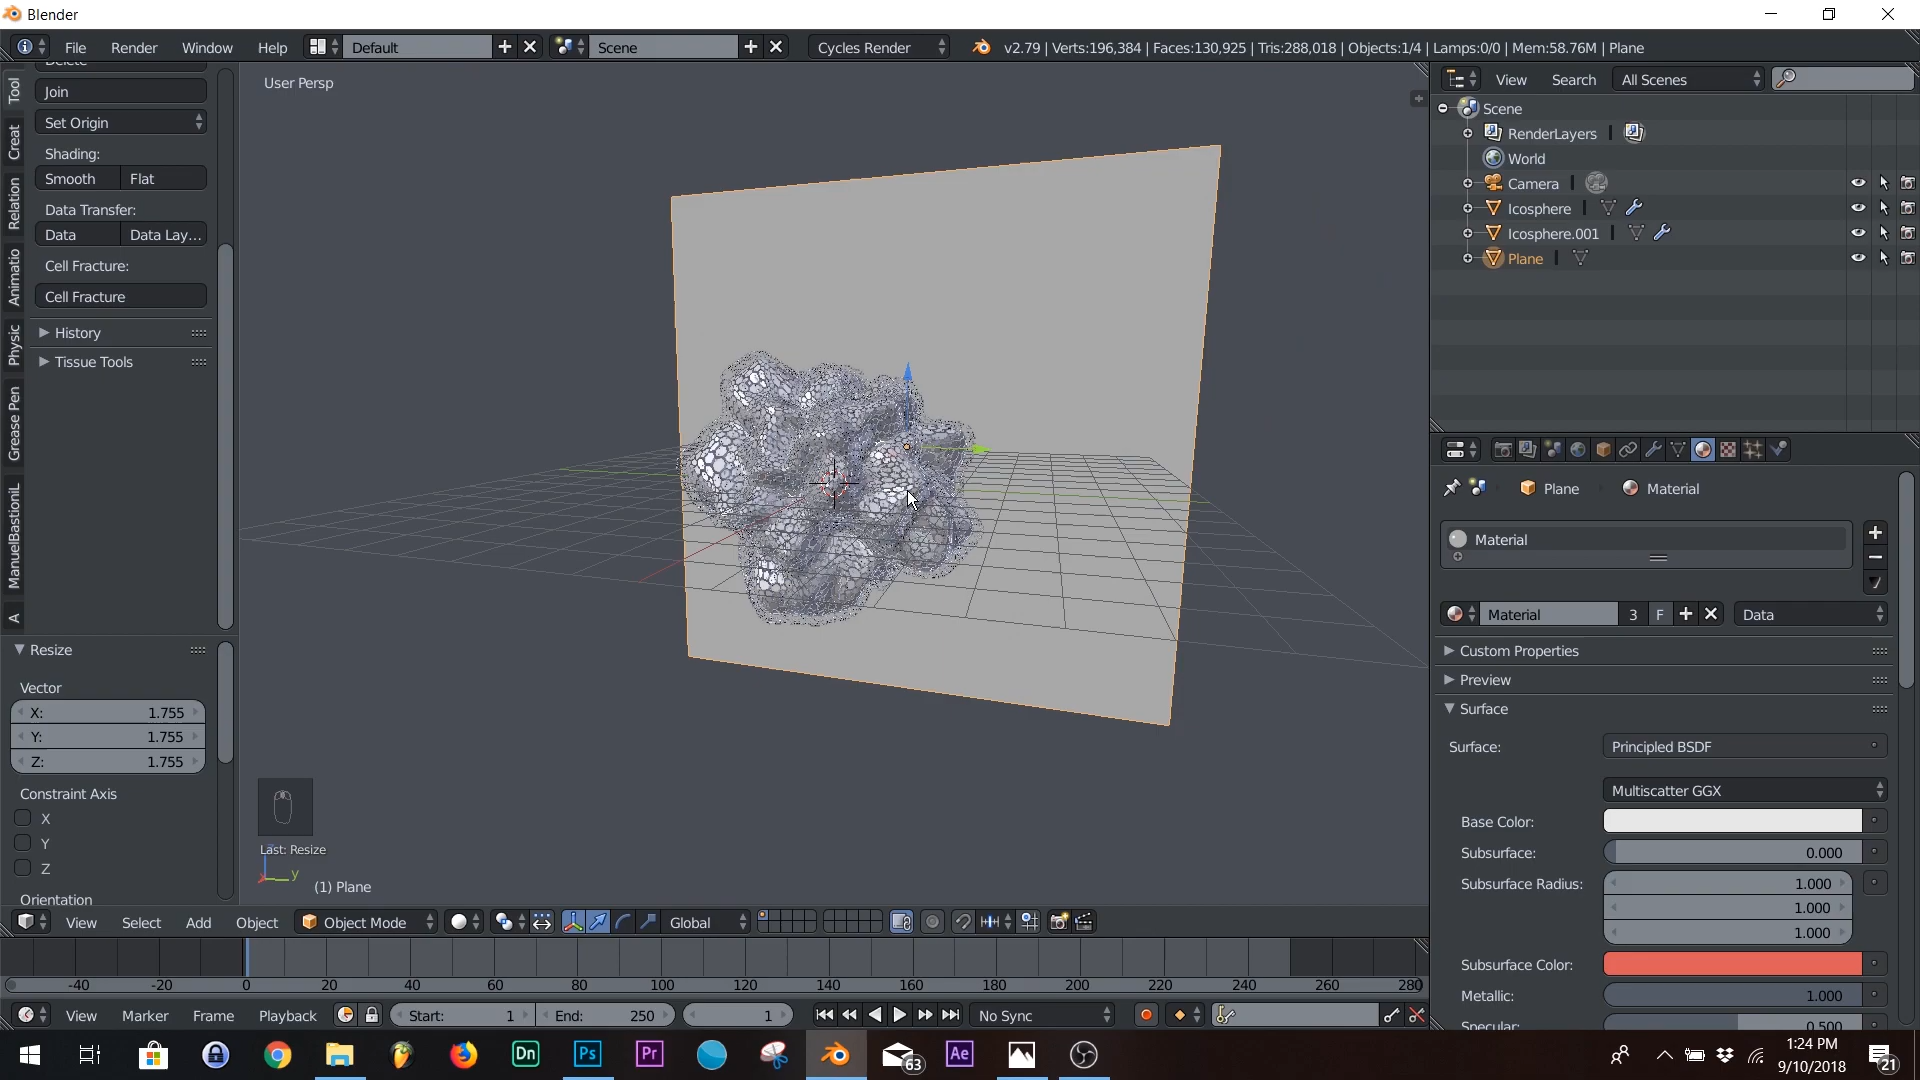 Blender
File Render Window Help Default Scene Cycles Render v2.79 | Verts:196,384 | Faces:130,925 | Tris:288,018 | Objects:1/4 | Lamps:0/0 | Mem:58.76M | Plane
Tool
Creat
Relation
Animatio
Physic
Grease Pen
ManuelBastioniL
A
Delete
Join
Set Origin
Shading:
Smooth Flat
Data Transfer:
Data Data Lay...
Cell Fracture:
Cell Fracture
History
Tissue Tools
Resize
Vector
X: 1.755
Y: 1.755
Z: 1.755
Constraint Axis
X
Y
Z
Orientation
User Persp
Last: Resize
y
(1) Plane
View Select Add Object Object Mode Global
-40 -20 0 20 40 60 80 100 120 140 160 180 200 220 240 260 280
View Marker Frame Playback Start: 1 End: 250 1 No Sync
View Search All Scenes
Scene
RenderLayers
World
Camera
Icosphere
Icosphere.001
Plane
Plane Material
Material
Material 3 F Data
Custom Properties
Preview
Surface
Surface: Principled BSDF
Multiscatter GGX
Base Color:
Subsurface: 0.000
Subsurface Radius: 1.000
1.000
1.000
Subsurface Color:
Metallic: 1.000
Specular: 0.500
Dn Ps Pr 63 Ae
1:24 PM
9/10/2018
21